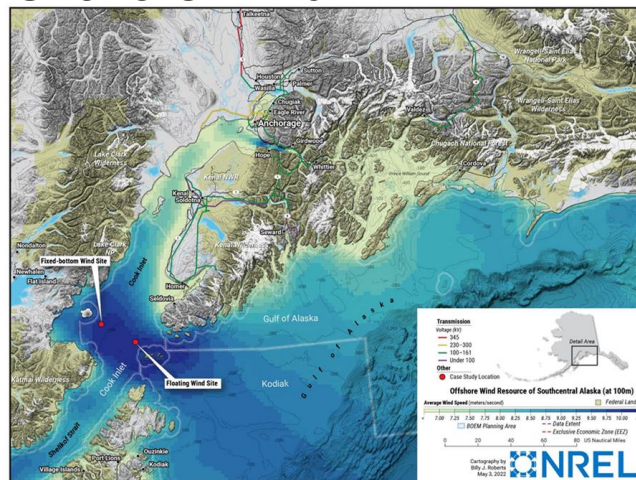 Talkeetna
Wrangell-Saint Elias
National Park
Sutton
Houston
Palmer
Wasilla
Chugiak
Eagle River
Anchorage
Valdez
Wrangell-Saint Elias
Wilderness
Girdwood
Chugach National Forest
Hope
Whittier
Cordova
Lake Clark
Wilderness
Kenai NWR
Prince William Sound
Kenai
Soldotna
Seward
Nondalton
Lake Clark
Fixed-bottom Wind Site
Newhalen
Flat Island
Cook Inlet
Homer
Seldovia
Gulf of Alaska
Gulf of Alaska
Katmai Wilderness
Cook Inlet
Floating Wind Site
Kodiak
Shelikof Strait
Ouzinkie
Port Lions
Kodiak
Village Islands
Transmission
Voltage (kV)
345
230–300
100–161
Under 100
Other
Case Study Location
Detail Area
Offshore Wind Resource of Southcentral Alaska (at 100m)
Average Wind Speed (meters/second)
Federal Land
7.00 7.25 7.50 7.75 8.00 8.25 8.50 8.75 9.00 9.25 9.50 9.75 10.00
BOEM Planning Area
Data Extent
Exclusive Economic Zone (EEZ)
0 20 40 60 80 US Nautical Miles
Cartography by
Billy J. Roberts
May 3, 2022
NREL